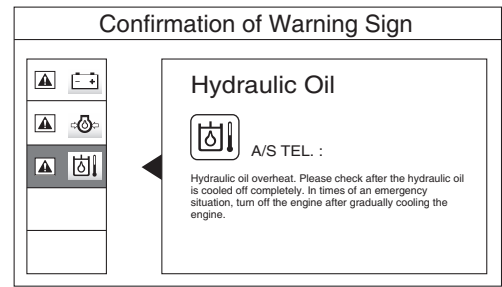 Confirmation of Warning Sign
Hydraulic Oil
A/S TEL. :
Hydraulic oil overheat. Please check after the hydraulic oil
is cooled off completely. In times of an emergency
situation, turn off the engine after gradually cooling the
engine.